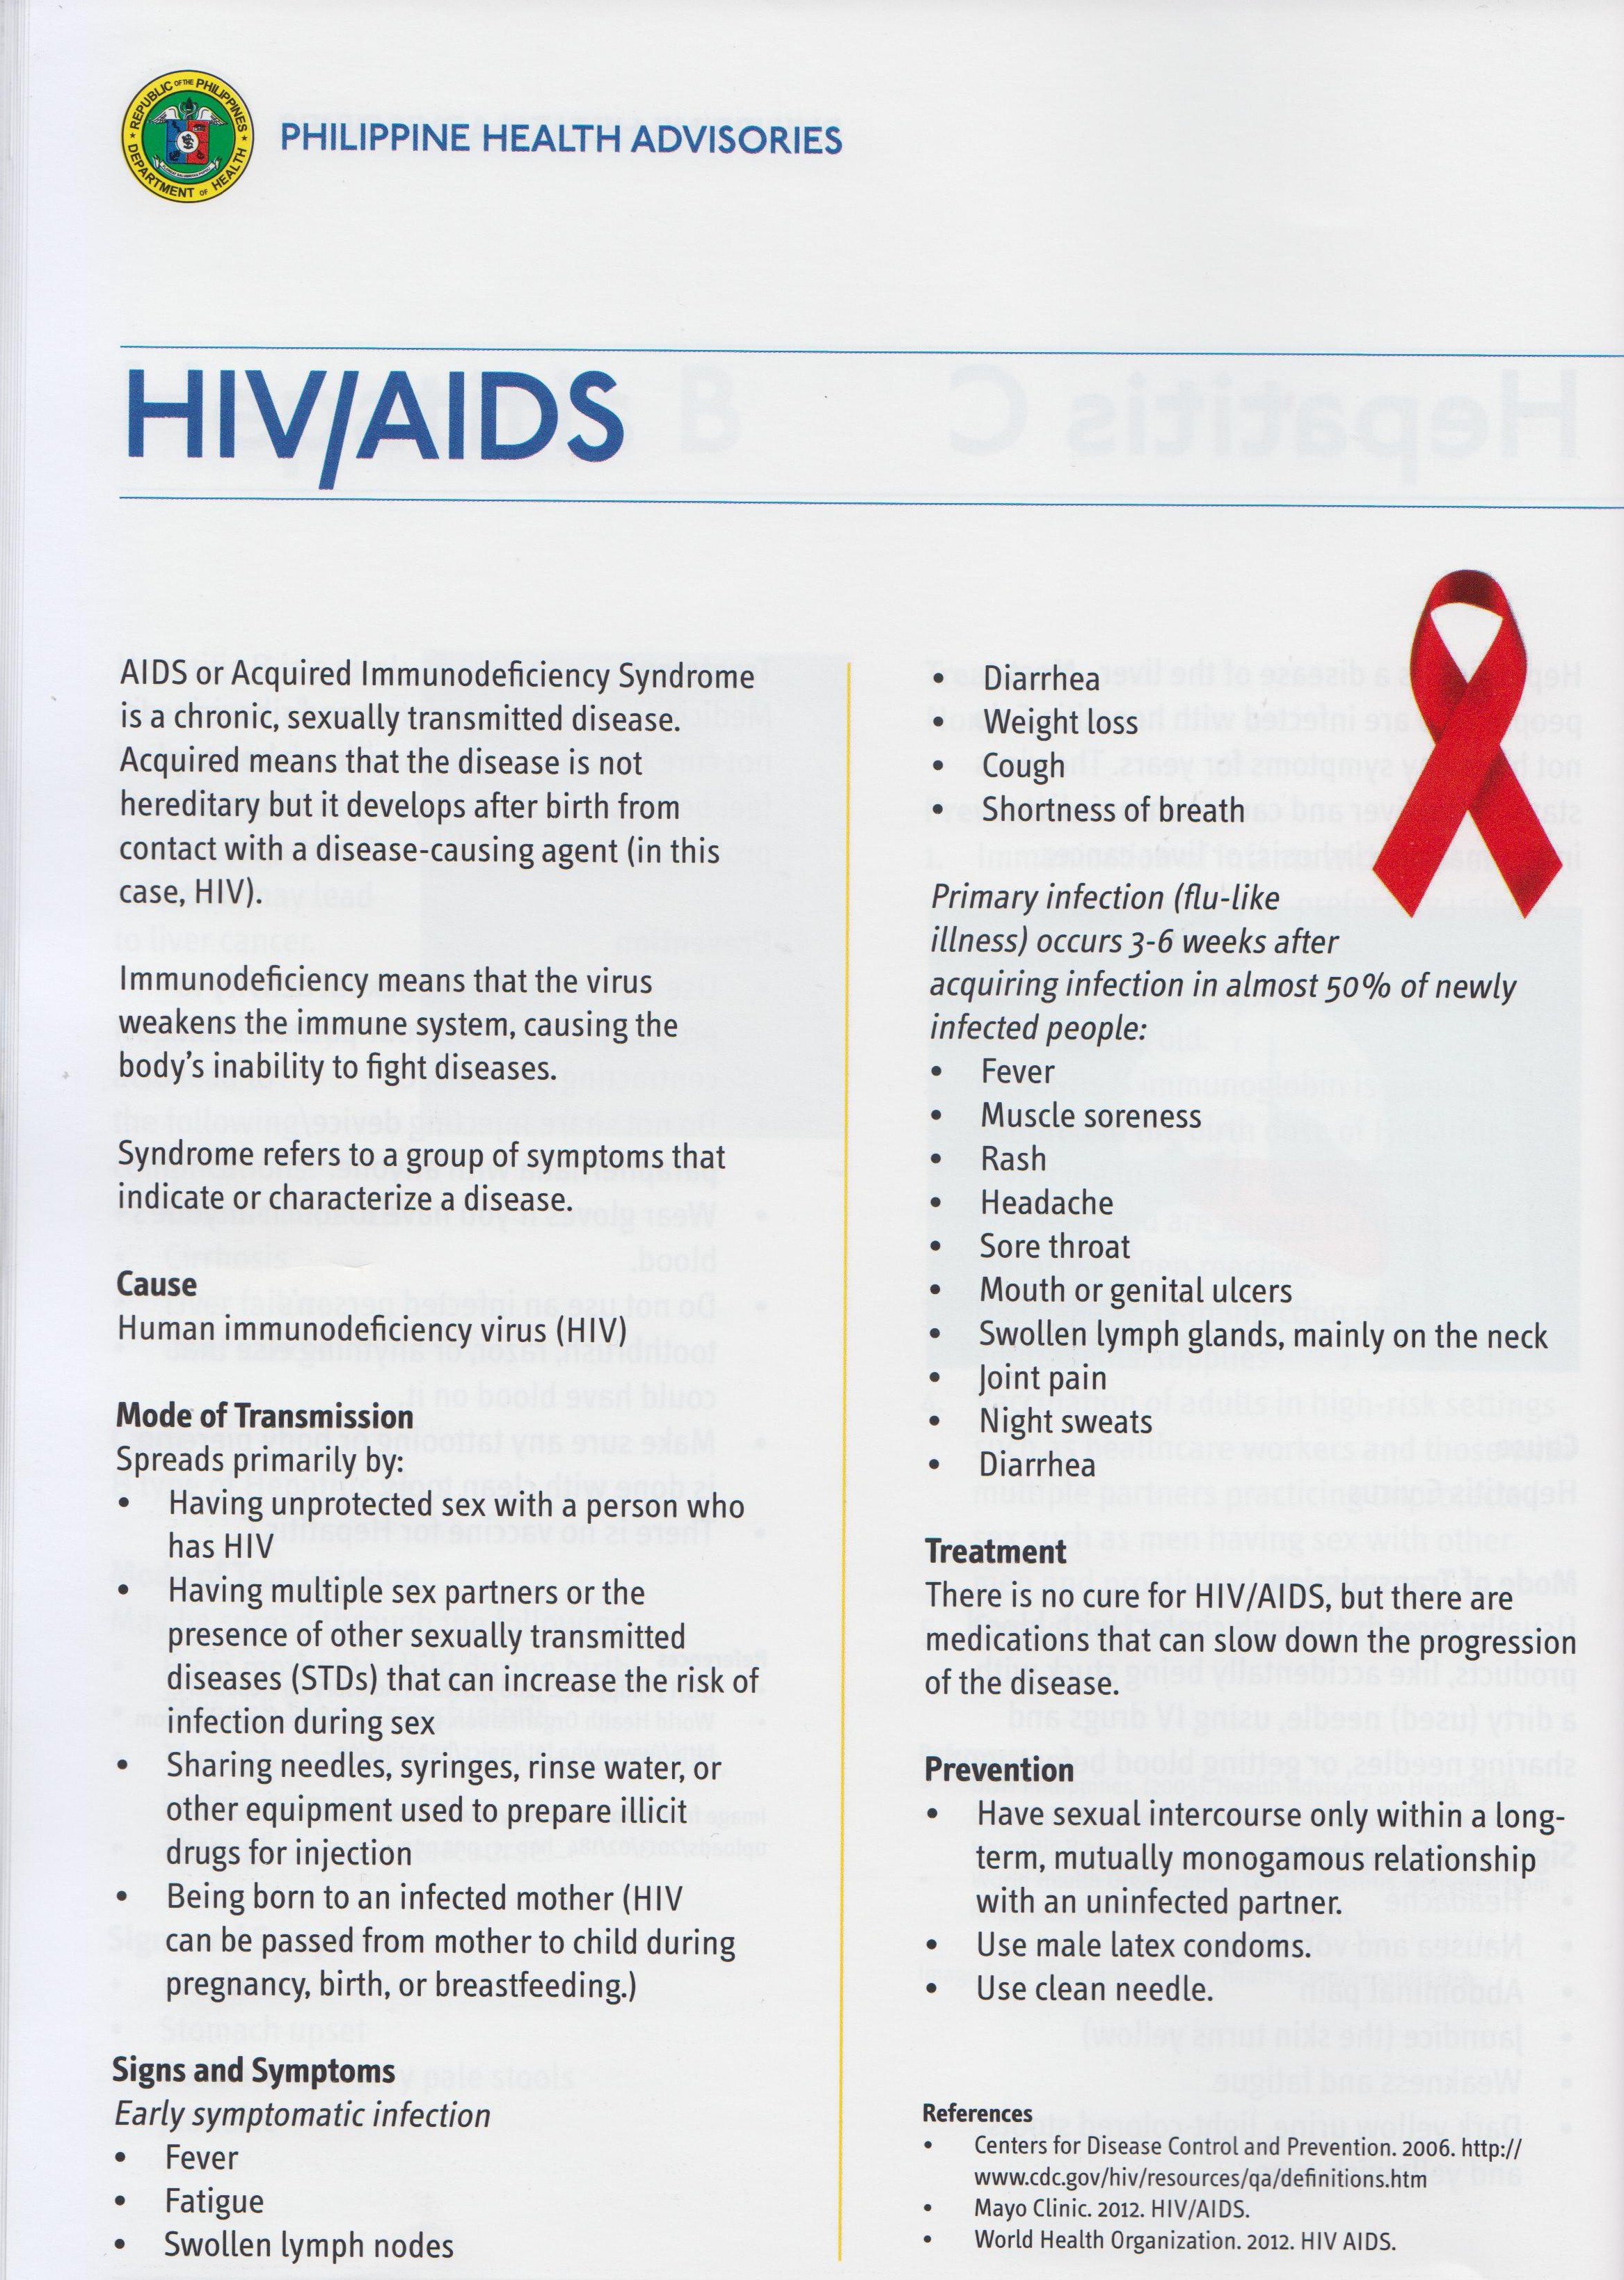 REPUBLIC OF THE PHILIPPINES
DEPARTMENT OF HEALTH
PHILIPPINE HEALTH ADVISORIES
HIV/AIDS
AIDS or Acquired Immunodeficiency Syndrome
is a chronic, sexually transmitted disease.
Acquired means that the disease is not
hereditary but it develops after birth from
contact with a disease-causing agent (in this
case, HIV).
Immunodeficiency means that the virus
weakens the immune system, causing the
body's inability to fight diseases.
Syndrome refers to a group of symptoms that
indicate or characterize a disease.
Cause
Human immunodeficiency virus (HIV)
Mode of Transmission
Spreads primarily by:
• Having unprotected sex with a person who
has HIV
• Having multiple sex partners or the
presence of other sexually transmitted
diseases (STDs) that can increase the risk of
infection during sex
• Sharing needles, syringes, rinse water, or
other equipment used to prepare illicit
drugs for injection
• Being born to an infected mother (HIV
can be passed from mother to child during
pregnancy, birth, or breastfeeding.)
Signs and Symptoms
Early symptomatic infection
• Fever
• Fatigue
• Swollen lymph nodes
• Diarrhea
• Weight loss
• Cough
• Shortness of breath
Primary infection (flu-like
illness) occurs 3-6 weeks after
acquiring infection in almost 50% of newly
infected people:
• Fever
• Muscle soreness
• Rash
• Headache
• Sore throat
• Mouth or genital ulcers
• Swollen lymph glands, mainly on the neck
• Joint pain
• Night sweats
• Diarrhea
Treatment
There is no cure for HIV/AIDS, but there are
medications that can slow down the progression
of the disease.
Prevention
• Have sexual intercourse only within a long-
term, mutually monogamous relationship
with an uninfected partner.
• Use male latex condoms.
• Use clean needle.
References
• Centers for Disease Control and Prevention. 2006. http://
www.cdc.gov/hiv/resources/qa/definitions.htm
• Mayo Clinic. 2012. HIV/AIDS.
• World Health Organization. 2012. HIV AIDS.